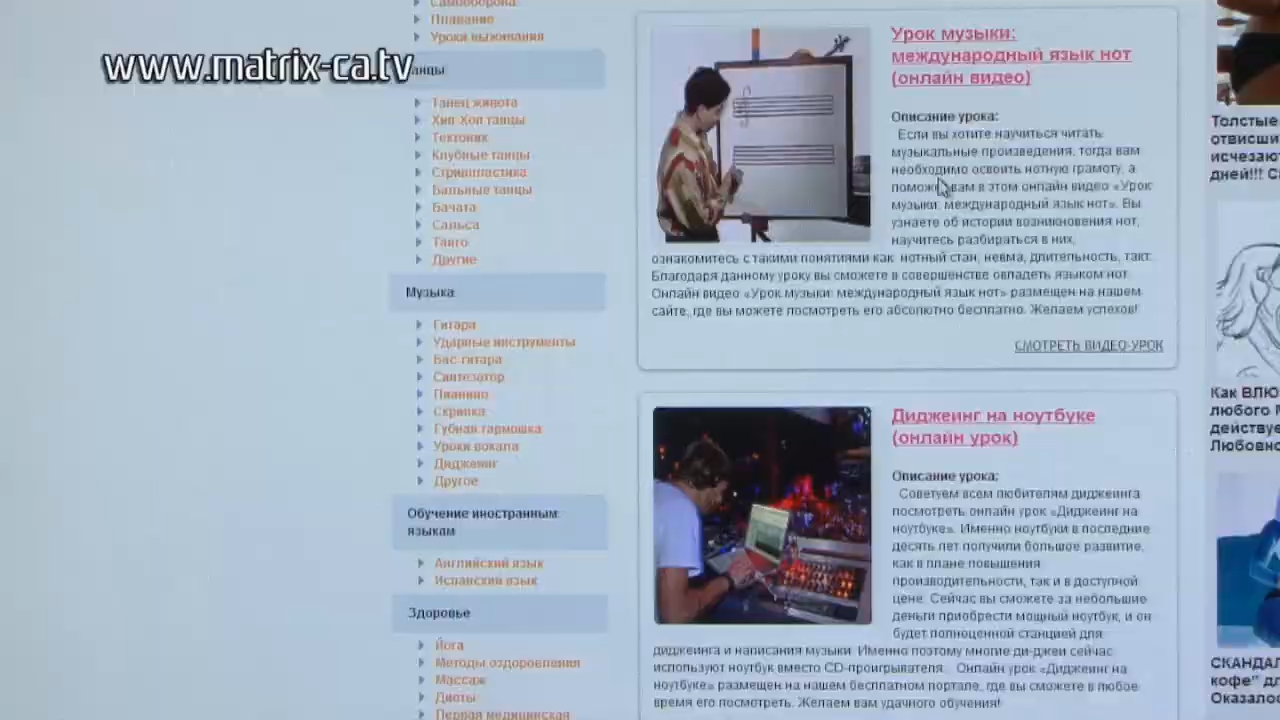 www.matrix-ca.tv
Самооборона
Плавание
Уроки выживания
анцы
Танец живота
Хип-Хоп танцы
Тектоник
Клубные танцы
Стриппластика
Бальные танцы
Бачата
Сальса
Танго
Другие
Музыка
Гитара
Ударные инструменты
Бас-гитара
Синтезатор
Пианино
Скрипка
Губная гармошка
Уроки вокала
Диджеинг
Другое
Обучение иностранным
языкам
Английский язык
Испанский язык
Здоровье
Йога
Методы оздоровления
Массаж
Диеты
Первая медицинская
Урок музыки:
международный язык нот
(онлайн видео)
Описание урока:
Если вы хотите научиться читать
музыкальные произведения, тогда вам
необходимо освоить нотную грамоту, а
поможе вам в этом онлайн видео «Урок
музыки: международный язык нот». Вы
узнаете об истории возникновения нот,
научитесь разбираться в них,
ознакомитесь с такими понятиями как нотный стан, невма, длительность, такт.
Благодаря данному уроку вы сможете в совершенстве овладеть языком нот.
Онлайн видео «Урок музыки: международный язык нот» размещен на нашем
сайте, где вы можете посмотреть его абсолютно бесплатно. Желаем успехов!
СМОТРЕТЬ ВИДЕО-УРОК
Диджеинг на ноутбуке
(онлайн урок)
Описание урока:
Советуем всем любителям диджеинга
посмотреть онлайн урок «Диджеинг на
ноутбуке». Именно ноутбуки в последние
десять лет получили большое развитие,
как в плане повышения
производительности, так и в доступной
цене. Сейчас вы сможете за небольшие
деньги приобрести мощный ноутбук, и он
будет полноценной станцией для
диджеинга и написания музыки. Именно поэтому многие ди-джеи сейчас
используют ноутбук вместо CD-проигрывателя. Онлайн урок «Диджеинг на
ноутбуке» размещен на нашем бесплатном портале, где вы сможете в любое
время его посмотреть. Желаем вам удачного обучения!
Толстые
отвисши
исчезают
дней!!! С
Как ВЛЮ
любого М
действуе
Любовно
СКАНДАЛ
кофе" дл
Оказалос